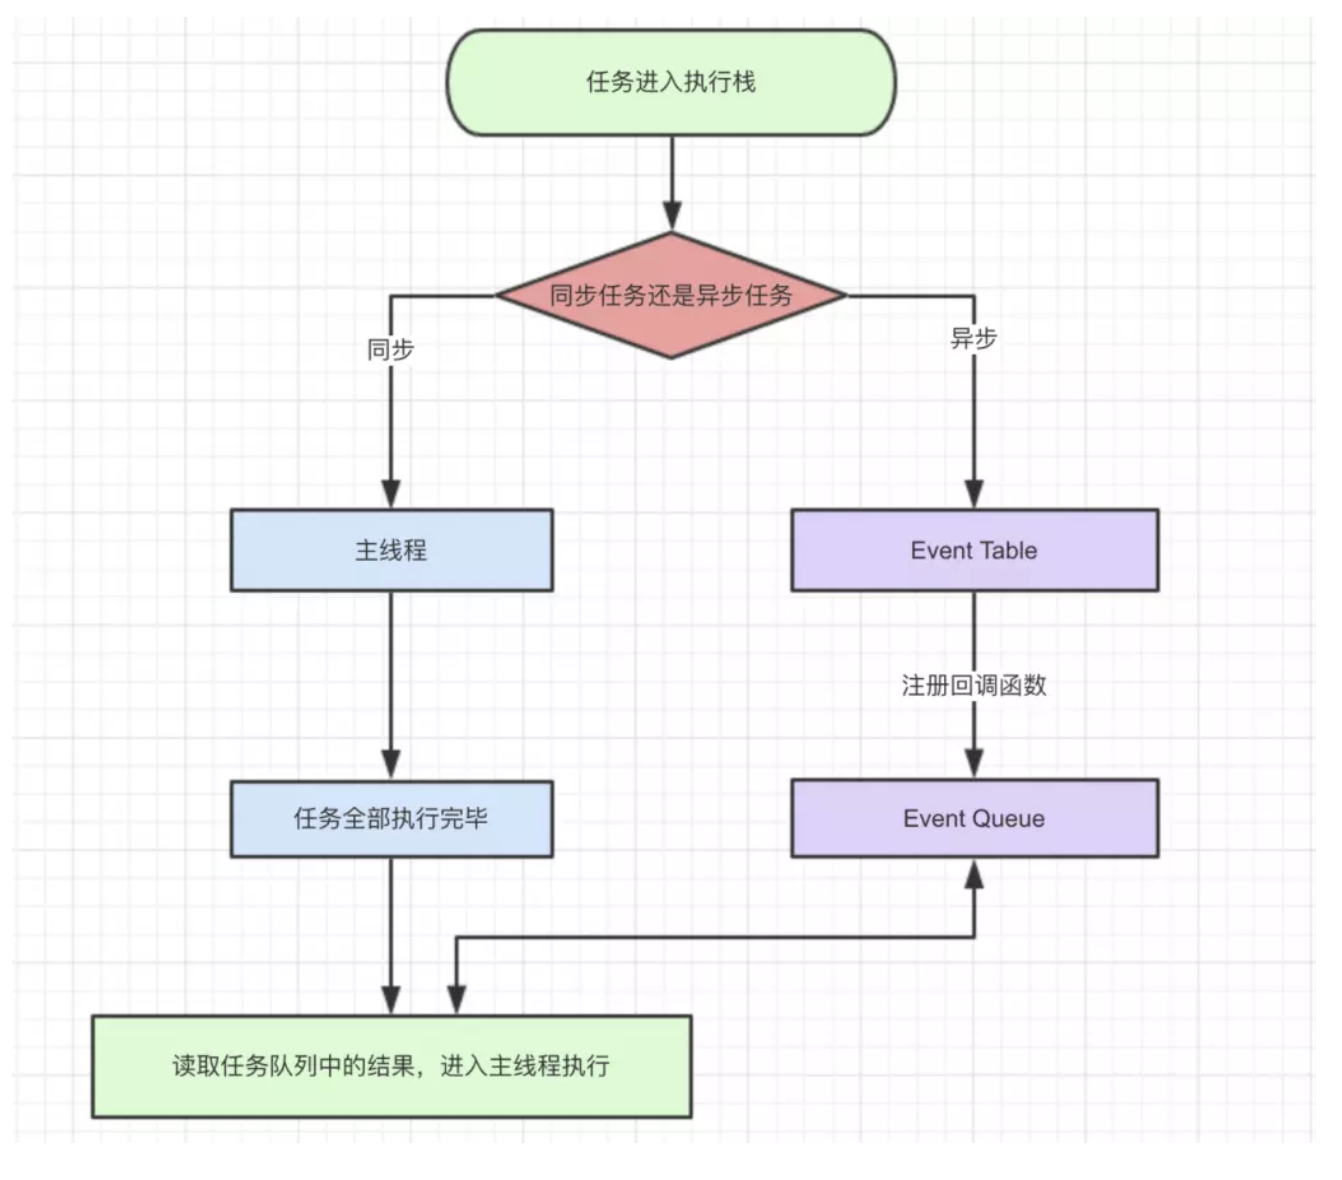 任务进入执行栈
同步任务还是异步任务
同步
异步
主线程
Event Table
注册回调函数
任务全部执行完毕
Event Queue
读取任务队列中的结果，进入主线程执行